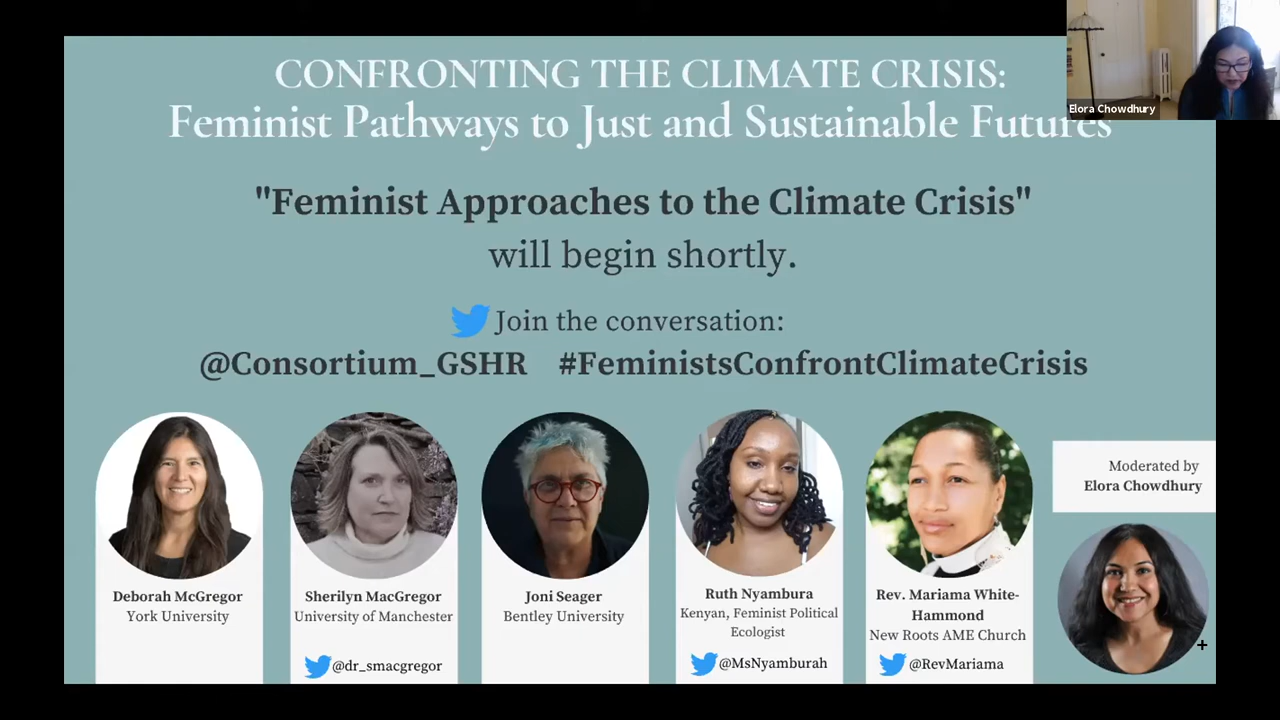 CONFRONTING THE CLIMATE CRISIS:
Feminist Pathways to Just and Sustainable Futures
Elora Chowdhury
"Feminist Approaches to the Climate Crisis"
will begin shortly.
Join the conversation:
@Consortium_GSHR #FeministsConfrontClimateCrisis
Deborah McGregor
York University
Sherilyn MacGregor
University of Manchester
@dr_smacgregor
Joni Seager
Bentley University
Ruth Nyambura
Kenyan, Feminist Political
Ecologist
@MsNyamburah
Rev. Mariama White-
Hammond
New Roots AME Church
@RevMariama
Moderated by
Elora Chowdhury